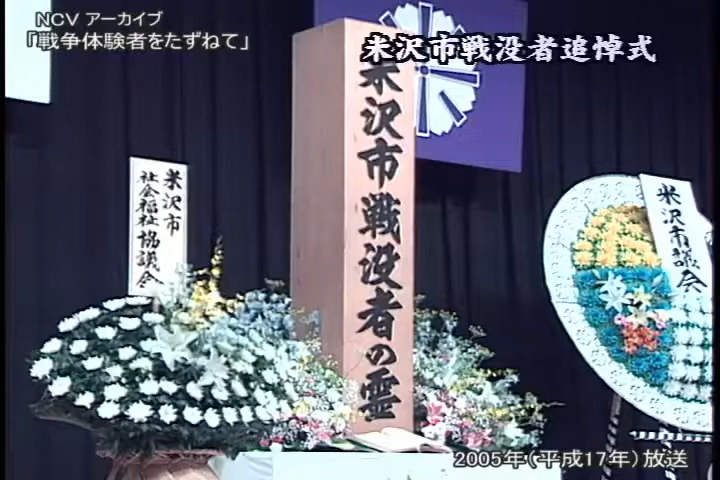 NCV アーカイブ
「戦争体験者をたずねて」
米沢市戦没者追悼式
米沢市戦没者の霊
米沢市
社会福祉協議会
米沢市議会
2005年(平成17年)放送